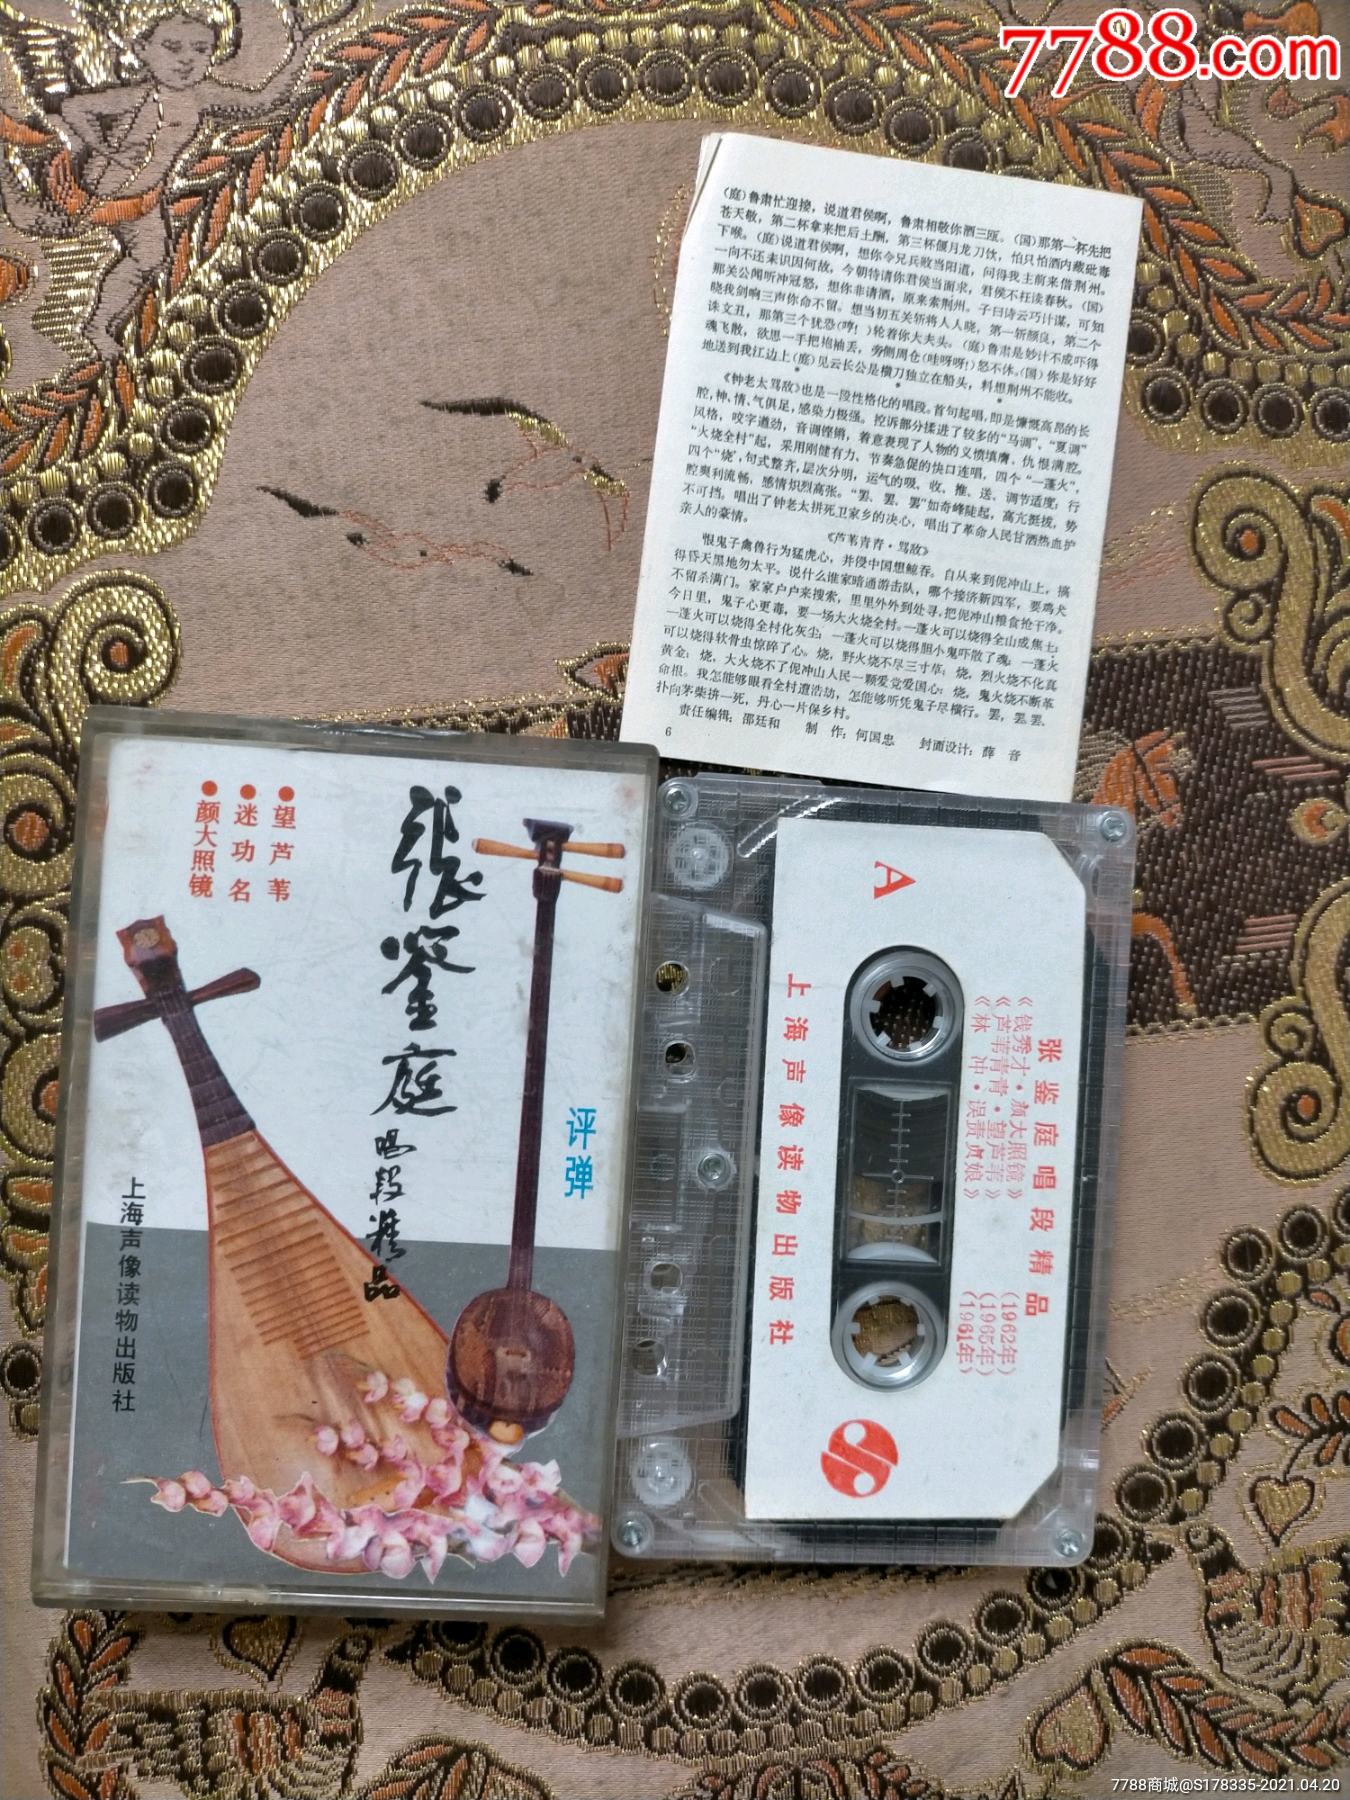 7788.com
(庭)鲁肃忙迎接,说道君侯啊,鲁肃相敬你酒三瓯。(国)那第一杯先把
苍天敬,第二杯拿来把后土酬,第三杯偃月龙刀饮,怕只怕酒内藏砒毒
下喉。(庭)说道君侯啊,想你令兄兵败当阳道,问得我主前来借荆州。
一向不还未识因何故,今朝特请你君侯当面求,君侯不枉读春秋。(国)
那关公闻听冲冠怒,想你非请酒,原来索荆州。子曰诗云巧计谋,可知
晓我剑响三声你命不留。想当初五关斩将人人晓,第一斩颜良,第二个
诛文丑,那第三个犹恐(哼!)轮着你大夫头。(庭)鲁肃是妙计不成吓得
魂飞散,欲思一手把袍袖丢,旁侧周仓(哇呀呀!)怒不休。(国)你是好好
地送到我江边上(庭)见云长公是横刀独立在船头,料想荆州不能收。
《钟老太骂敌》也是一段性格化的唱段。首句起唱,即是慷慨高昂的长
腔,神、情、气俱足,感染力极强。控诉部分揉进了较多的“马调”、“夏调”
风格,咬字遒劲,音调铿锵,着意表现了人物的义愤填膺、仇恨满腔。
“火烧全村”起,采用刚健有力、节奏急促的快口连唱,四个“一蓬火”,
四个“烧”,句式整齐,层次分明,运气的吸、收、推、送、调节适度;行
腔爽利流畅,感情炽烈高张。“罢、罢、罢”如奇峰陡起,高亢挺拔,势
不可挡。唱出了钟老太拼死卫家乡的决心,唱出了革命人民甘洒热血护
亲人的豪情。
《芦苇青青·骂敌》
恨鬼子禽兽行为猛虎心,并侵中国想鲸吞。自从来到伲冲山上,搞
得昏天黑地勿太平。说什么谁家暗通游击队,哪个接济新四军,要鸡犬
不留杀满门。家家户户来搜索,里里外外到处寻,把伲冲山粮食抢干净。
今日里,鬼子心更毒,要一场大火烧全村。一蓬火可以烧得全山成焦土;
一蓬火可以烧得全村化灰尘;一蓬火可以烧得胆小鬼吓散了魂;一蓬火
可以烧得软骨虫惊碎了心。烧,野火烧不尽三寸草;烧,烈火烧不化真
黄金;烧,大火烧不了伲冲山人民一颗爱党爱国心;烧,鬼火烧不断革
命根。我怎能够眼看全村遭浩劫,怎能够听凭鬼子尽横行。罢,罢,罢、
扑向茅柴拚一死,丹心一片保乡村。
责任编辑:邵廷和 制 作:何国忠 封面设计:薛 音
6
●望芦苇
●迷功名
●颜大照镜
張鉴庭
唱段精品
评弹
上海声像读物出版社
A
张鉴庭唱段精品
《钱秀才·颜大照镜》(1962年)
《芦苇青青·望芦苇》(1965年)
《林 冲·误责贞娘》(1961年)
上海声像读物出版社
7788商城@S178335-2021.04.20